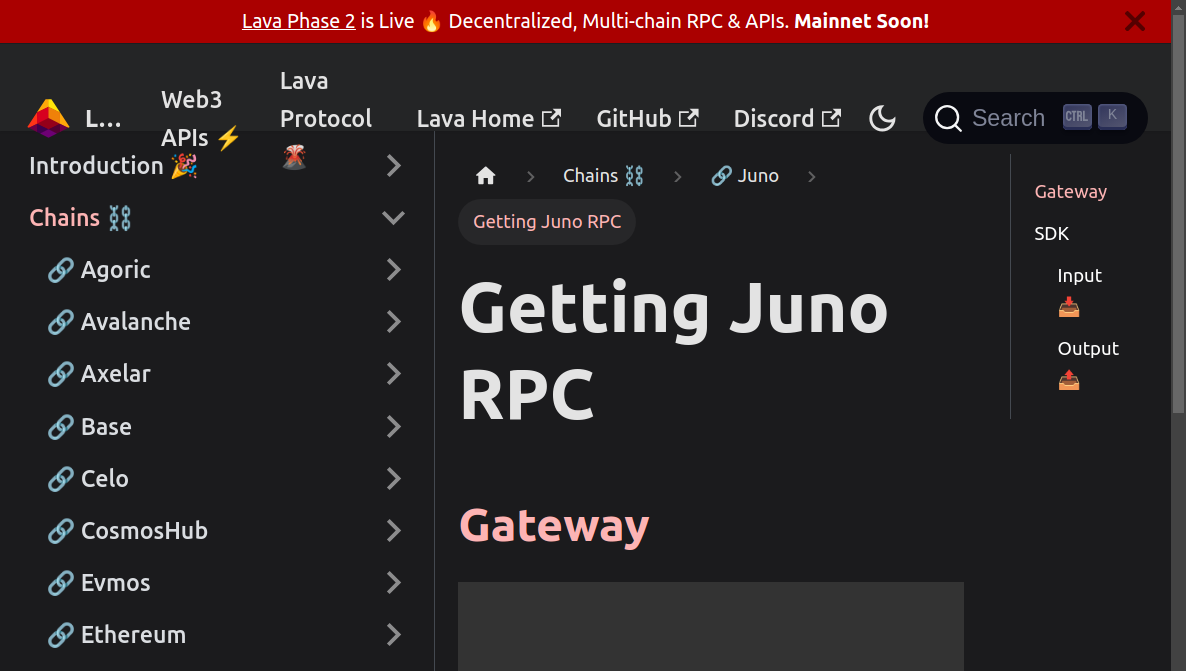 Lava Phase 2 is Live 🔥 Decentralized, Multi-chain RPC & APIs. Mainnet Soon!
L...
Web3
APIs ⚡
Lava
Protocol
🌋
Lava Home
GitHub
Discord
Search
CTRL
K
Introduction 🎉
Chains ⛓️
🔗 Agoric
🔗 Avalanche
🔗 Axelar
🔗 Base
🔗 Celo
🔗 CosmosHub
🔗 Evmos
🔗 Ethereum
Chains ⛓️
🔗 Juno
Getting Juno RPC
Getting Juno
RPC
Gateway
Gateway
SDK
Input
📥
Output
📤